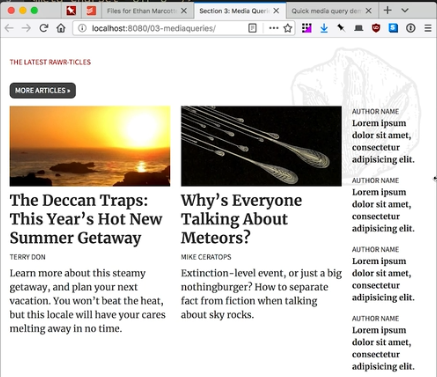 Files for Ethan Marcott
Section 3: Media Queri
Quick media query den
localhost:8080/03-mediaqueries/
THE LATEST RAWR-TICLES
MORE ARTICLES »
The Deccan Traps:
This Year's Hot New
Summer Getaway
TERRY DON
Learn more about this steamy
getaway, and plan your next
vacation. You won't beat the heat,
but this locale will have your cares
melting away in no time.
Why's Everyone
Talking About
Meteors?
MIKE CERATOPS
Extinction-level event, or just a big
nothingburger? How to separate
fact from fiction when talking
about sky rocks.
AUTHOR NAME
Lorem ipsum
dolor sit amet,
consectetur
adipisicing elit.
AUTHOR NAME
Lorem ipsum
dolor sit amet,
consectetur
adipisicing elit.
AUTHOR NAME
Lorem ipsum
dolor sit amet,
consectetur
adipisicing elit.
AUTHOR NAME
Lorem ipsum
dolor sit amet,
consectetur
adipisicing elit.